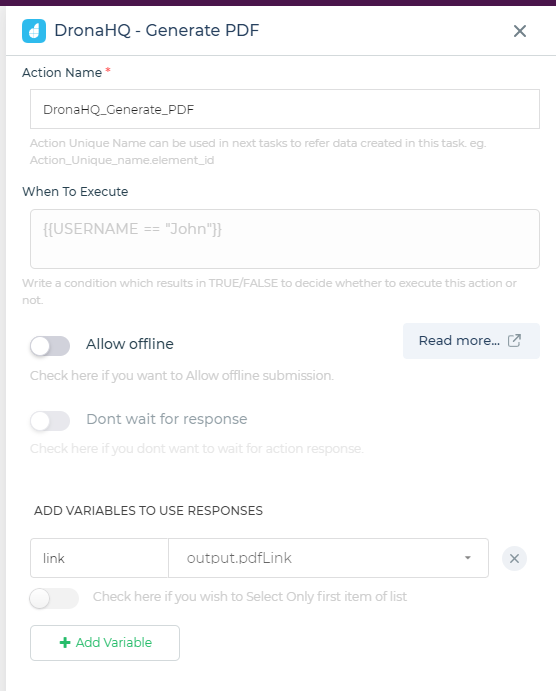 DronaHQ - Generate PDF
Action Name *
DronaHQ_Generate_PDF
Action Unique Name can be used in next tasks to refer data created in this task. eg.
Action_Unique_name.element_id
When To Execute
{{USERNAME == "John"}}
Write a condition which results in TRUE/FALSE to decide whether to execute this action or
not.
Allow offline
Read more...
Check here if you want to Allow offline submission.
Dont wait for response
Check here if you dont want to wait for action response.
ADD VARIABLES TO USE RESPONSES
link
output.pdfLink
Check here if you wish to Select Only first item of list
+ Add Variable